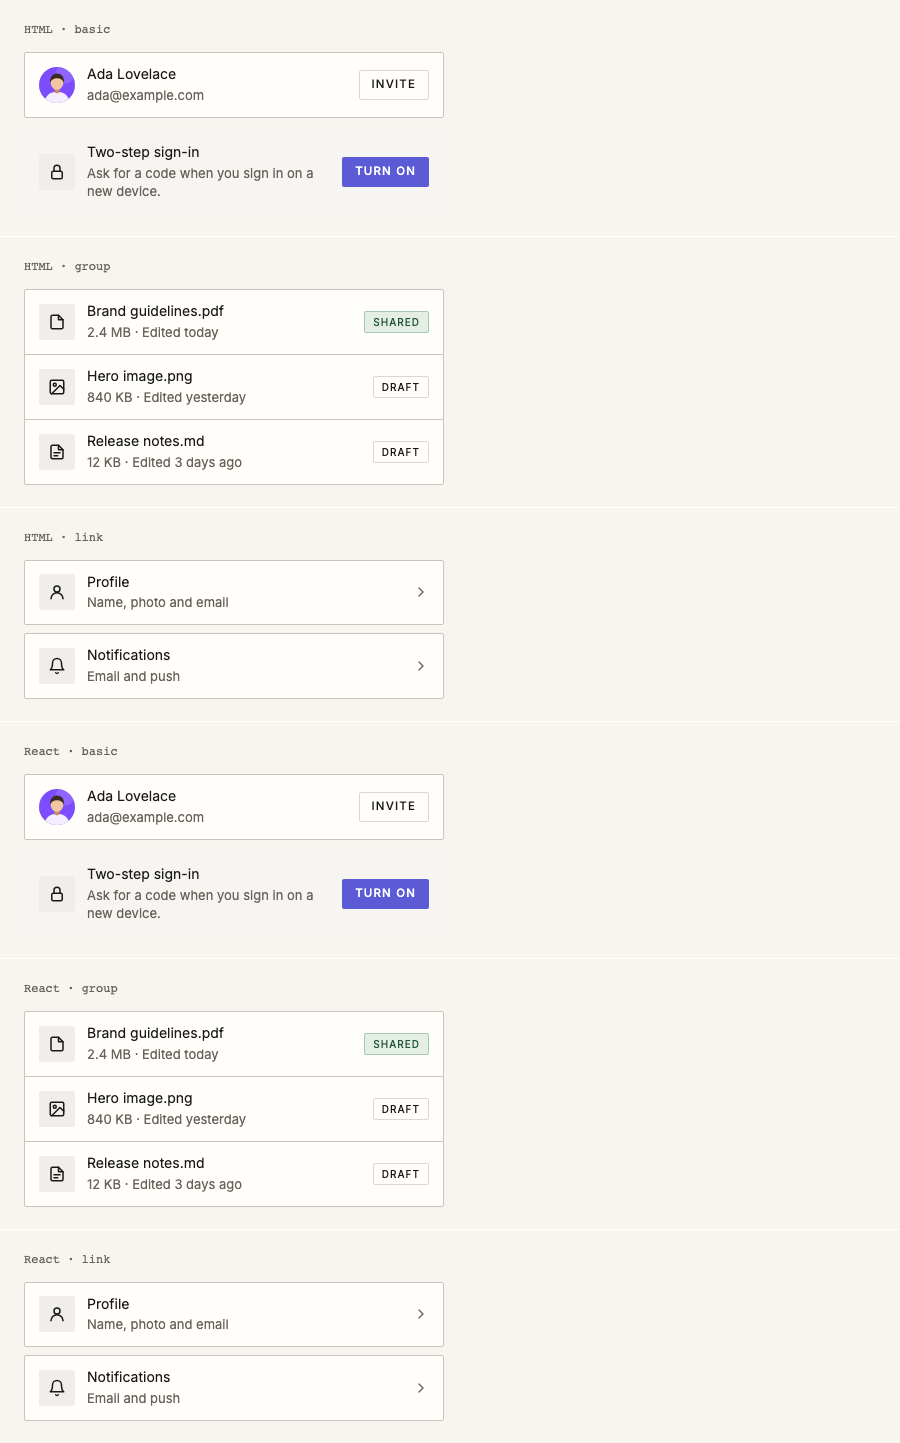 HTML · basic
Ada Lovelace
ada@example.com
INVITE
Two-step sign-in
Ask for a code when you sign in on a
new device.
TURN ON
HTML · group
Brand guidelines.pdf
2.4 MB · Edited today
SHARED
Hero image.png
840 KB · Edited yesterday
DRAFT
Release notes.md
12 KB · Edited 3 days ago
DRAFT
HTML · link
Profile
Name, photo and email
Notifications
Email and push
React · basic
Ada Lovelace
ada@example.com
INVITE
Two-step sign-in
Ask for a code when you sign in on a
new device.
TURN ON
React · group
Brand guidelines.pdf
2.4 MB · Edited today
SHARED
Hero image.png
840 KB · Edited yesterday
DRAFT
Release notes.md
12 KB · Edited 3 days ago
DRAFT
React · link
Profile
Name, photo and email
Notifications
Email and push